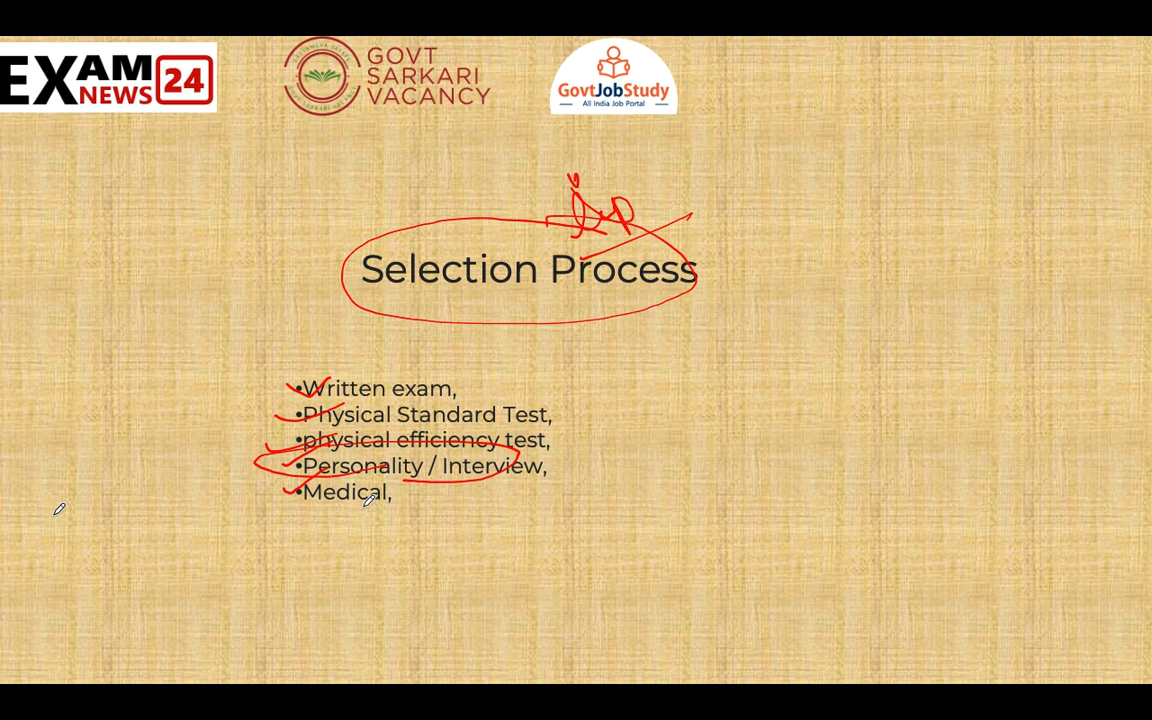 EXAM
NEWS 24
GOVT
SARKARI
VACANCY
GovtJobStudy
All India Job Portal
Selection Process
•Written exam,
•Physical Standard Test,
•physical efficiency test,
•Personality / Interview,
•Medical,